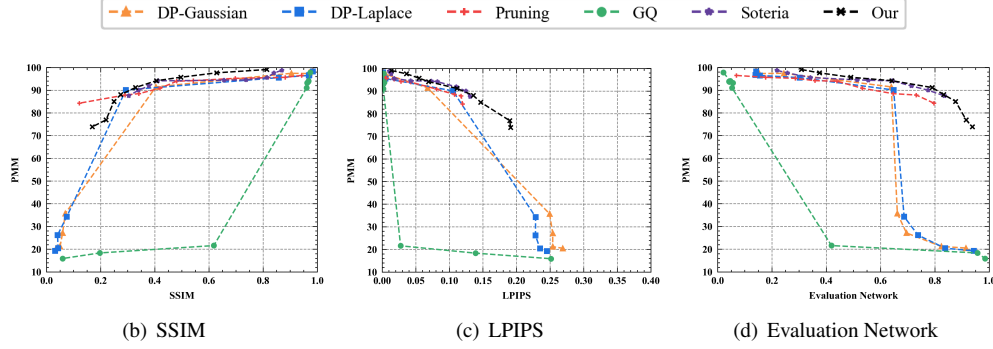 DP-Gaussian DP-Laplace Pruning GQ Soteria Our
100
90
80
70
60
50
40
30
20
10
PMM
0.0 0.2 0.4 0.6 0.8 1.0
SSIM
(b) SSIM
100
90
80
70
60
50
40
30
20
10
PMM
0.00 0.05 0.10 0.15 0.20 0.25 0.30 0.35 0.40
LPIPS
(c) LPIPS
100
90
80
70
60
50
40
30
20
10
PMM
0.0 0.2 0.4 0.6 0.8 1.0
Evaluation Network
(d) Evaluation Network